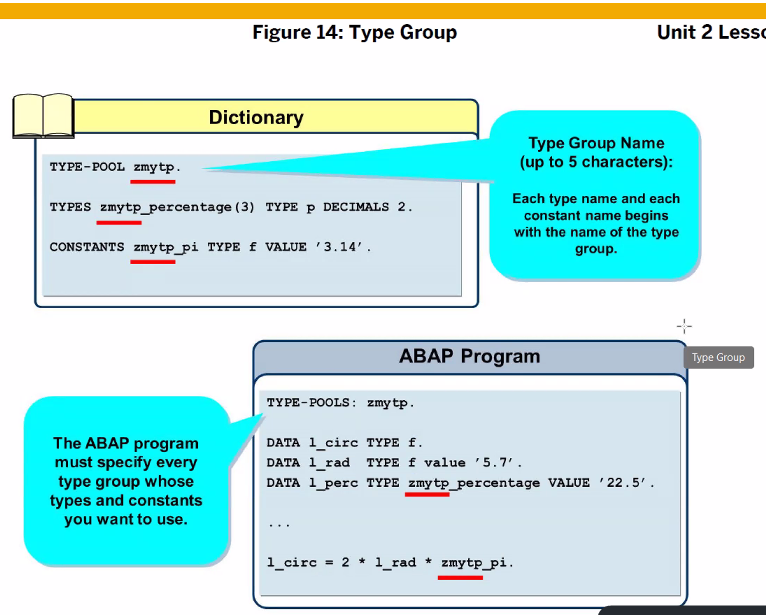 Figure 14: Type Group
Unit 2 Less
Dictionary
TYPE-POOL zmytp.
TYPES zmytp_percentage(3) TYPE p DECIMALS 2.
CONSTANTS zmytp_pi TYPE f VALUE '3.14'.
Type Group Name
(up to 5 characters):
Each type name and each
constant name begins
with the name of the type
group.
ABAP Program
Type Group
TYPE-POOLS: zmytp.
DATA l_circ TYPE f.
DATA l_rad TYPE f value '5.7'.
DATA l_perc TYPE zmytp_percentage VALUE '22.5'.
...
l_circ = 2 * l_rad * zmytp_pi.
The ABAP program
must specify every
type group whose
types and constants
you want to use.